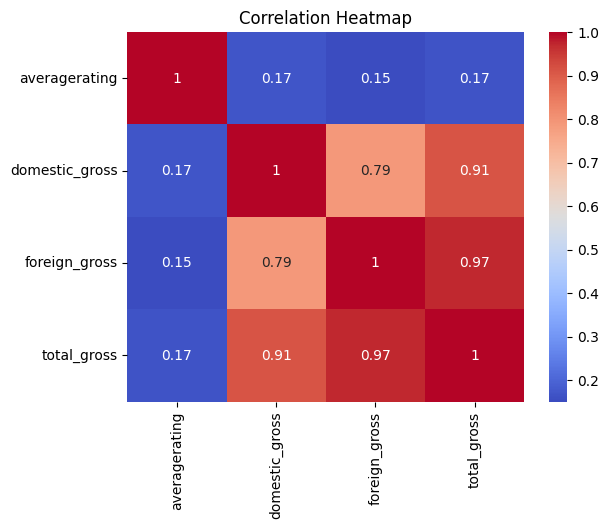 Correlation Heatmap
averagerating 1 0.17 0.15 0.17
domestic_gross 0.17 1 0.79 0.91
foreign_gross 0.15 0.79 1 0.97
total_gross 0.17 0.91 0.97 1
averagerating domestic_gross foreign_gross total_gross
1.0
0.9
0.8
0.7
0.6
0.5
0.4
0.3
0.2